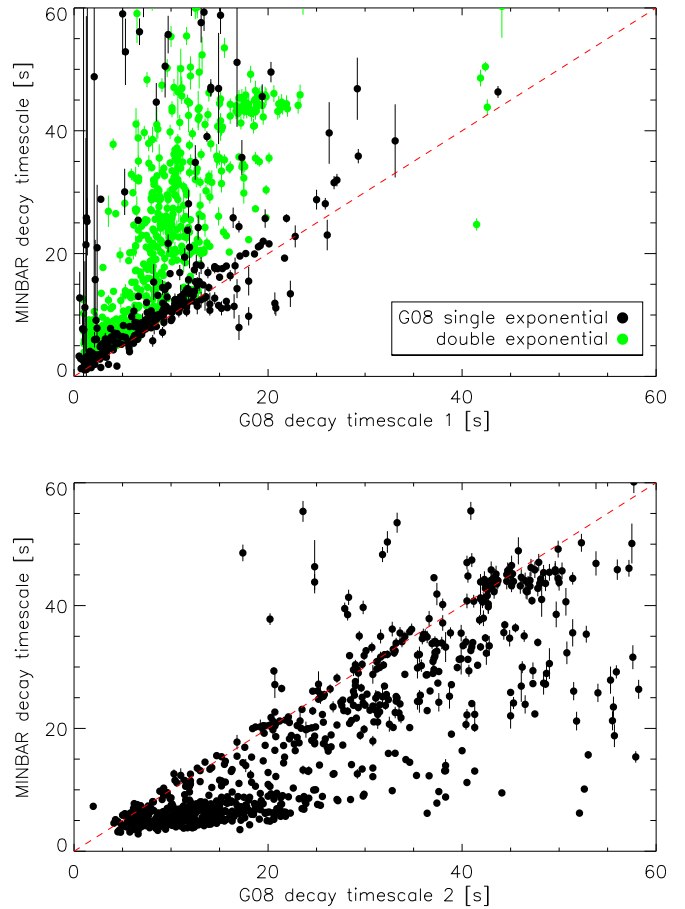 60
40
20
0
MINBAR decay timescale [s]
G08 single exponential
double exponential
0 20 40 60
G08 decay timescale 1 [s]
60
40
20
0
MINBAR decay timescale [s]
0 20 40 60
G08 decay timescale 2 [s]